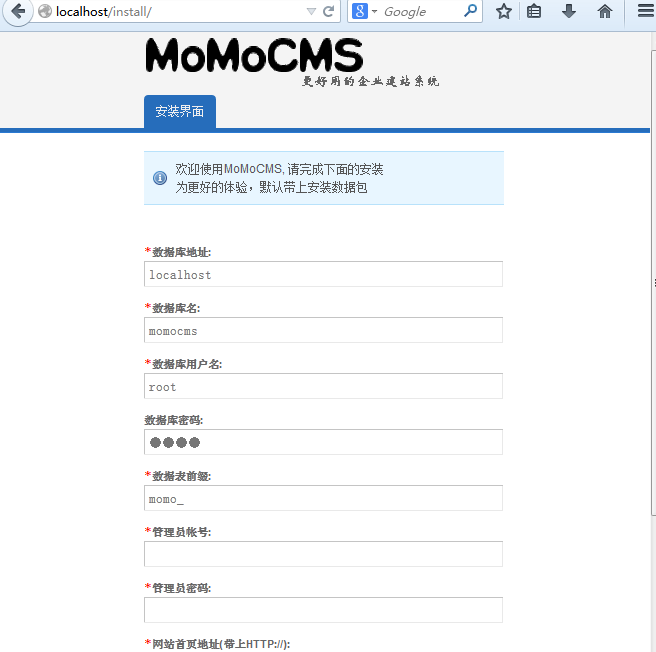 localhost/install/
Google
MoMoCMS
更好用的企业建站系统
安装界面
欢迎使用MoMoCMS, 请完成下面的安装
为更好的体验，默认带上安装数据包
*数据库地址:
localhost
*数据库名:
momocms
*数据库用户名:
root
数据库密码:
*数据表前缀:
momo_
*管理员帐号:
*管理员密码:
*网站首页地址(带上HTTP://):